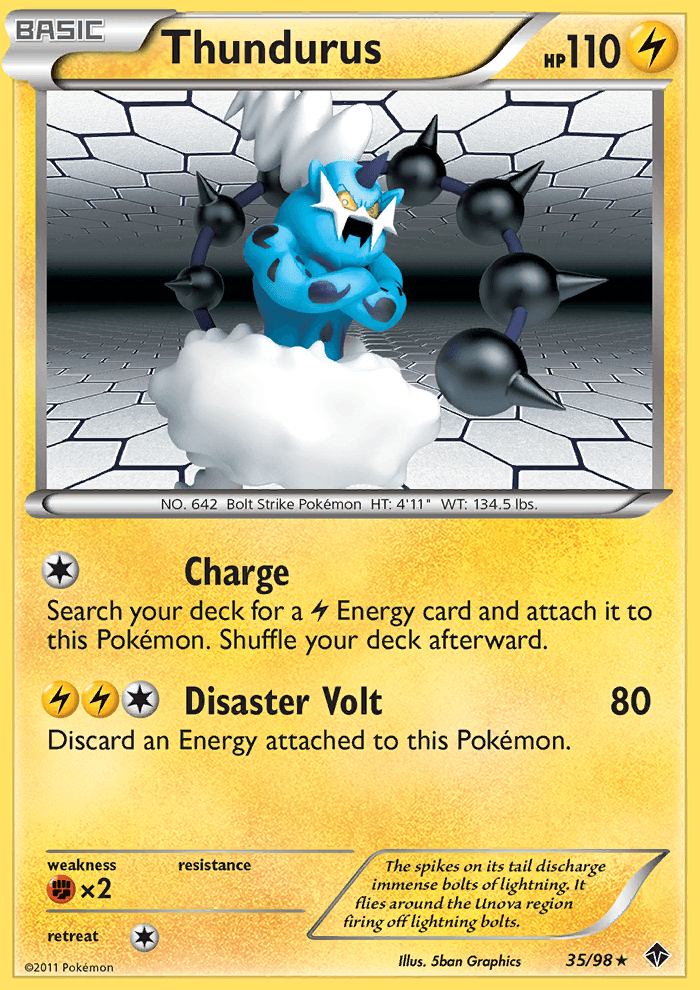 BASIC
Thundurus
HP110
NO. 642 Bolt Strike Pokémon HT: 4'11" WT: 134.5 lbs.
Charge
Search your deck for a Energy card and attach it to
this Pokémon. Shuffle your deck afterward.
Disaster Volt 80
Discard an Energy attached to this Pokémon.
weakness resistance
×2
The spikes on its tail discharge
immense bolts of lightning. It
flies around the Unova region
firing off lightning bolts.
retreat
©2011 Pokémon
Illus. 5ban Graphics
35/98 ★